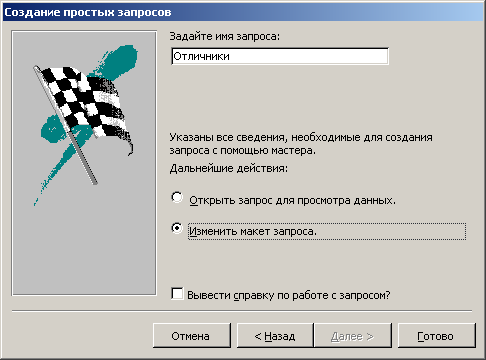 Создание простых запросов
Задайте имя запроса:
Отличники
Указаны все сведения, необходимые для создания
запроса с помощью мастера.
Дальнейшие действия:
Открыть запрос для просмотра данных.
Изменить макет запроса.
Вывести справку по работе с запросом?
Отмена
< Назад
Далее >
Готово